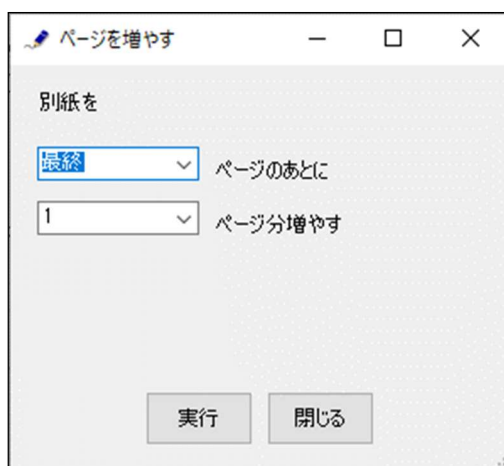 ページを増やす
別紙を
最終 ページのあとに
1 ページ分増やす
実行 閉じる